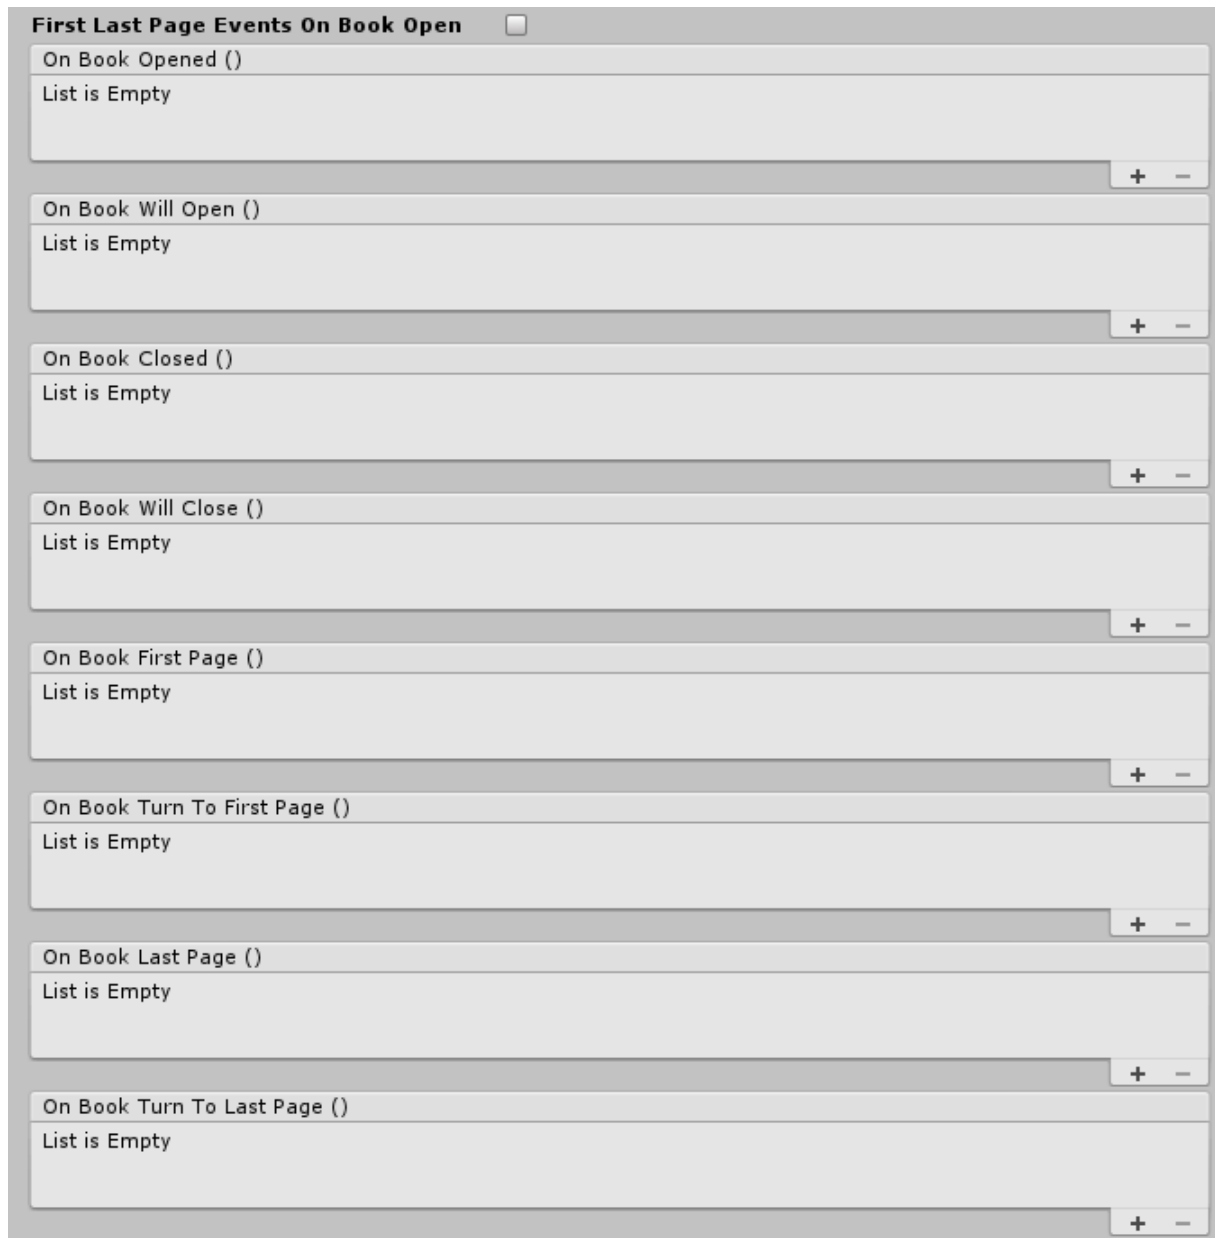 First Last Page Events On Book Open
On Book Opened ()
List is Empty
+ −
On Book Will Open ()
List is Empty
+ −
On Book Closed ()
List is Empty
+ −
On Book Will Close ()
List is Empty
+ −
On Book First Page ()
List is Empty
+ −
On Book Turn To First Page ()
List is Empty
+ −
On Book Last Page ()
List is Empty
+ −
On Book Turn To Last Page ()
List is Empty
+ −